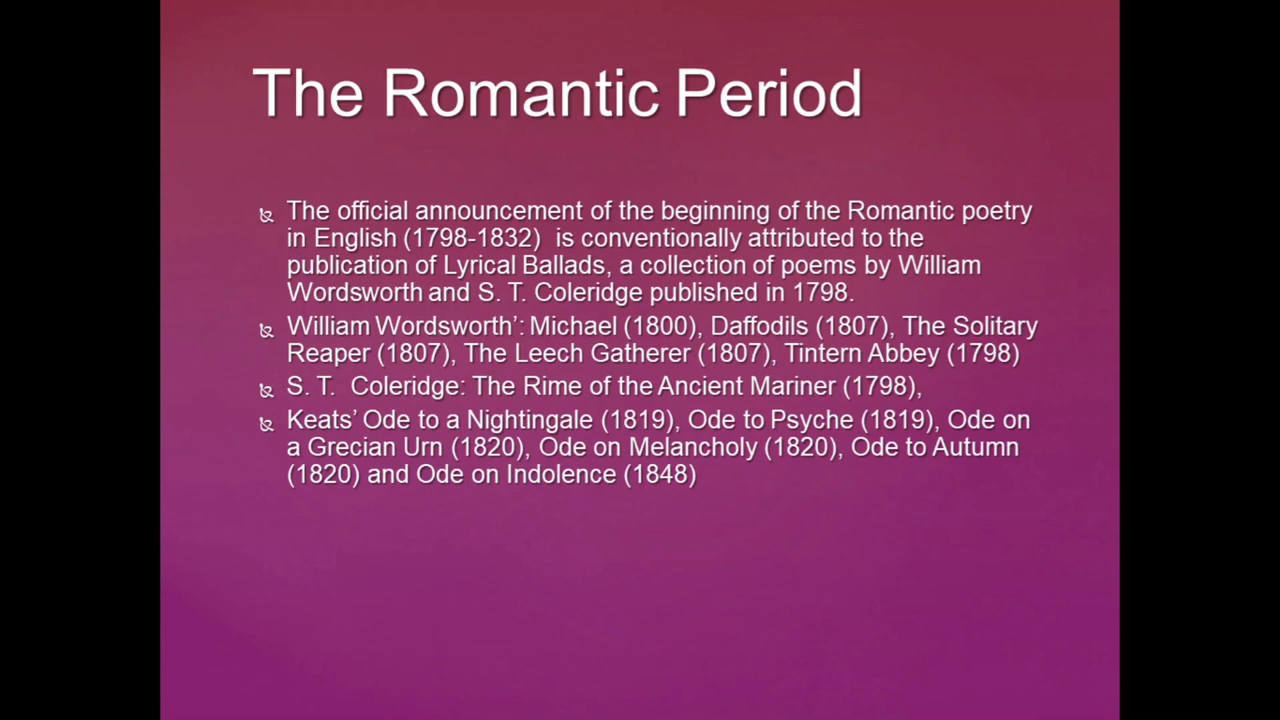 The Romantic Period
The official announcement of the beginning of the Romantic poetry
in English (1798-1832)  is conventionally attributed to the
publication of Lyrical Ballads, a collection of poems by William
Wordsworth and S. T. Coleridge published in 1798.
William Wordsworth’: Michael (1800), Daffodils (1807), The Solitary
Reaper (1807), The Leech Gatherer (1807), Tintern Abbey (1798)
S. T.  Coleridge: The Rime of the Ancient Mariner (1798),
Keats’ Ode to a Nightingale (1819), Ode to Psyche (1819), Ode on
a Grecian Urn (1820), Ode on Melancholy (1820), Ode to Autumn
(1820) and Ode on Indolence (1848)